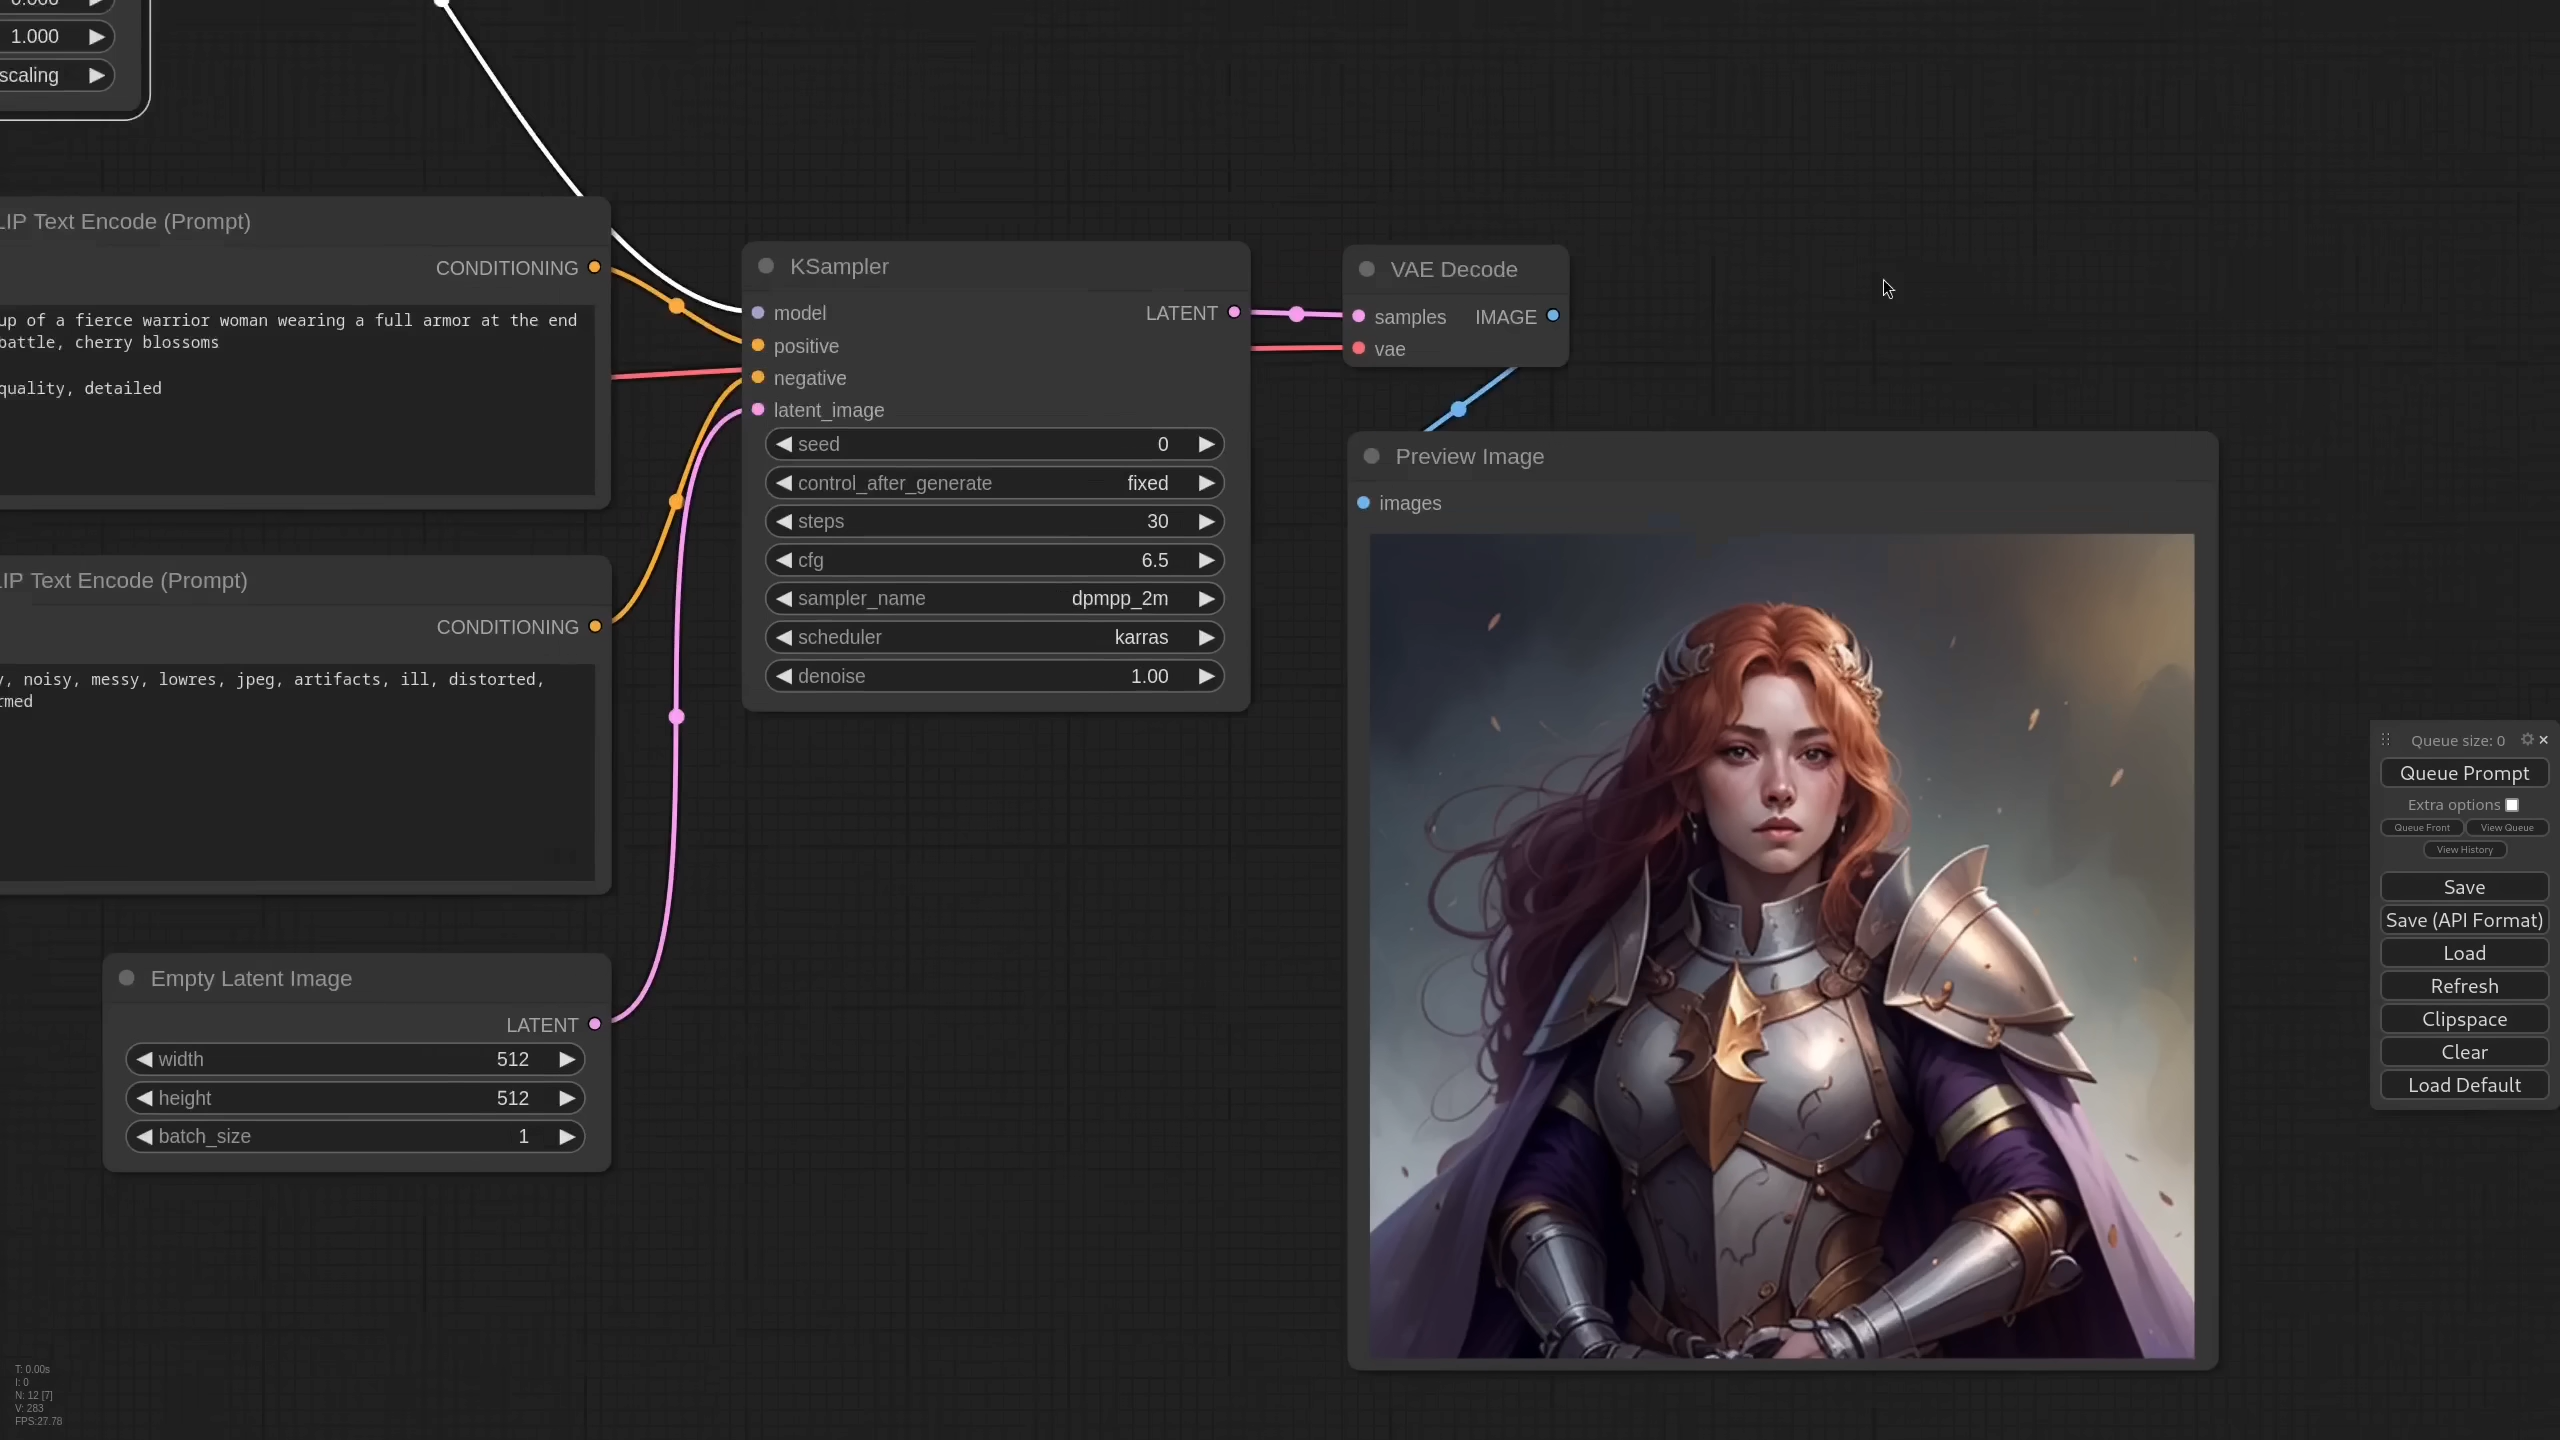 0.000
1.000
scaling
LIP Text Encode (Prompt)
CONDITIONING
up of a fierce warrior woman wearing a full armor at the end
battle, cherry blossoms
quality, detailed
LIP Text Encode (Prompt)
CONDITIONING
y, noisy, messy, lowres, jpeg, artifacts, ill, distorted,
rmed
Empty Latent Image
LATENT
width 512
height 512
batch_size 1
KSampler
model LATENT
positive
negative
latent_image
seed 0
control_after_generate fixed
steps 30
cfg 6.5
sampler_name dpmpp_2m
scheduler karras
denoise 1.00
VAE Decode
samples IMAGE
vae
Preview Image
images
Queue size: 0
Queue Prompt
Extra options
Queue Front View Queue
View History
Save
Save (API Format)
Load
Refresh
Clipspace
Clear
Load Default
T: 0.00s
I: 0
N: 12 [7]
V: 283
FPS:27.78